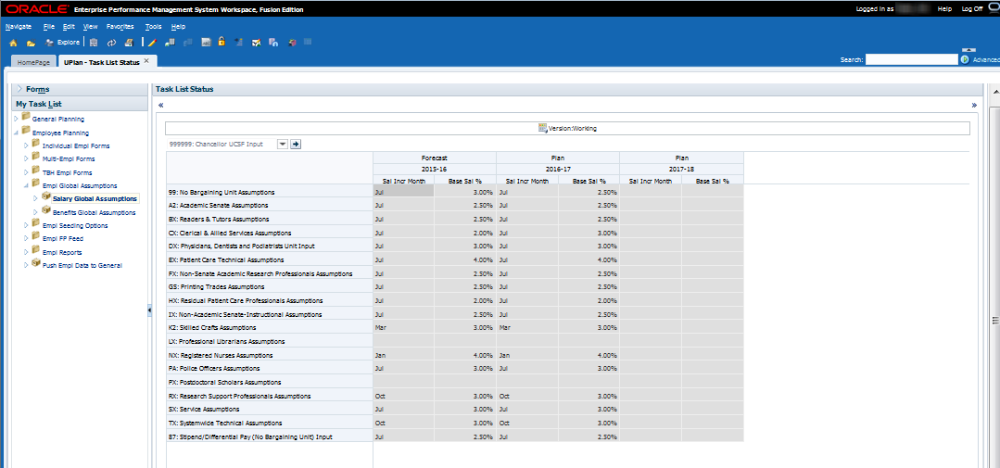 ORACLE Enterprise Performance Management System Workspace, Fusion Edition Logged in as Help Log Off
Navigate File Edit View Favorites Tools Help
Explore
HomePage UPlan - Task List Status × Search: Advanced
Forms
My Task List
General Planning
Employee Planning
Individual Empl Forms
Multi-Empl Forms
TBH Empl Forms
Empl Global Assumptions
Salary Global Assumptions
Benefits Global Assumptions
Empl Seeding Options
Empl FP Feed
Empl Reports
Push Empl Data to General
Task List Status
« »
Version:Working
999999: Chancellor UCSF Input
Forecast Plan Plan
2015-16 2016-17 2017-18
Sal Incr Month Base Sal % Sal Incr Month Base Sal % Sal Incr Month Base Sal %
99: No Bargaining Unit Assumptions Jul 3.00% Jul 2.50%
A2: Academic Senate Assumptions Jul 2.50% Jul 2.50%
BX: Readers & Tutors Assumptions Jul 2.50% Jul 2.50%
CX: Clerical & Allied Services Assumptions Jul 2.00% Jul 3.00%
DX: Physicians, Dentists and Podiatrists Unit Input Jul 3.00% Jul 3.00%
EX: Patient Care Technical Assumptions Jul 4.00% Jul 4.00%
FX: Non-Senate Academic Research Professionals Assumptions Jul 2.50% Jul 2.50%
GS: Printing Trades Assumptions Jul 2.50% Jul 2.50%
HX: Residual Patient Care Professionals Assumptions Jul 2.00% Jul 2.00%
IX: Non-Academic Senate-Instructional Assumptions Jul 2.50% Jul 2.50%
K2: Skilled Crafts Assumptions Mar 3.00% Mar 3.00%
LX: Professional Librarians Assumptions
NX: Registered Nurses Assumptions Jan 4.00% Jan 4.00%
PA: Police Officers Assumptions Jul 3.00% Jul 3.00%
PX: Postdoctoral Scholars Assumptions
RX: Research Support Professionals Assumptions Oct 3.00% Oct 3.00%
SX: Service Assumptions Jul 3.00% Jul 3.00%
TX: Systemwide Technical Assumptions Oct 3.00% Oct 3.00%
87: Stipend/Differential Pay (No Bargaining Unit) Input Jul 2.50% Jul 2.50%